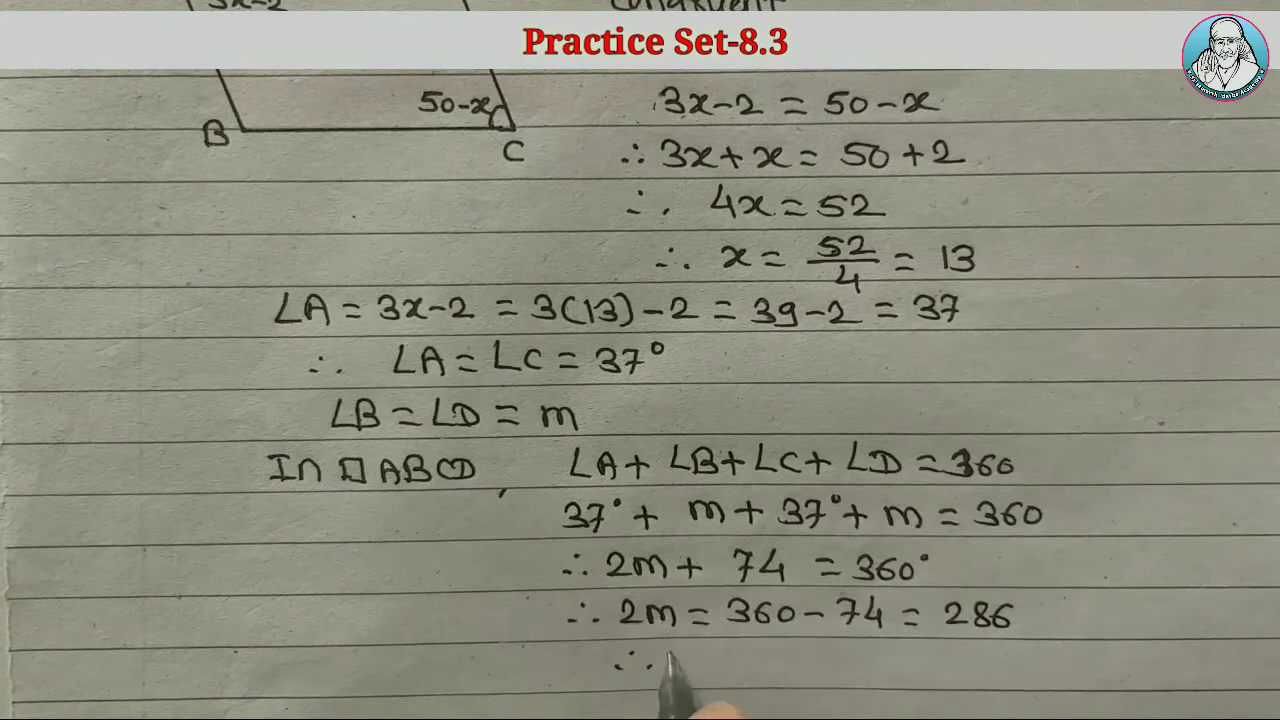 3x-2
Practice Set-8.3
50-x
B
C
3x-2 = 50-x
∴ 3x+x = 50+2
∴ 4x = 52
∴ x = 52/4 = 13
∠A = 3x-2 = 3(13)-2 = 39-2 = 37
∴ ∠A = ∠C = 37°
∠B = ∠D = m
In □ABCD, ∠A+ ∠B+∠C+ ∠D = 360
37° + m + 37° + m = 360
∴ 2m + 74 = 360°
∴ 2m = 360-74 = 286
∴